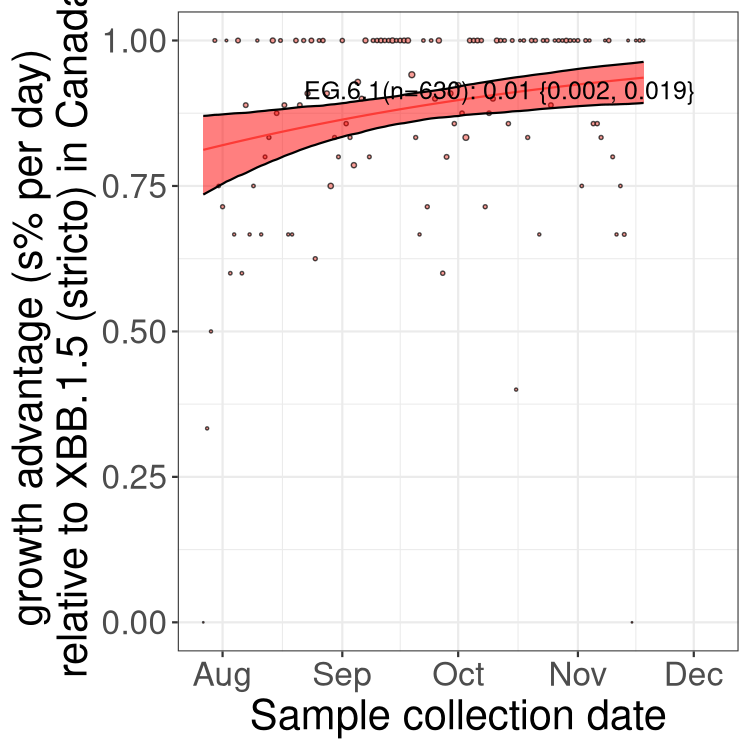 growth advantage (s% per day)
relative to XBB.1.5 (stricto) in Canada
1.00
0.75
0.50
0.25
0.00
EG.6.1(n=630): 0.01 {0.002, 0.019}
Aug Sep Oct Nov Dec
Sample collection date